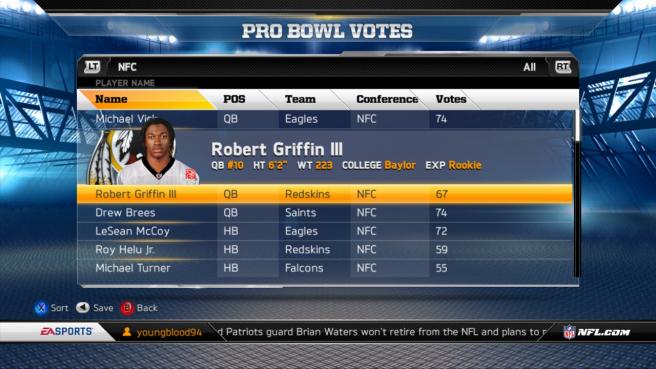 PRO BOWL VOTES
LT NFC All RT
PLAYER NAME
Name POS Team Conference Votes
Michael Vick QB Eagles NFC 74
Robert Griffin III
QB #10 HT 6'2" WT 223 COLLEGE Baylor EXP Rookie
Robert Griffin III QB Redskins NFC 67
Drew Brees QB Saints NFC 74
LeSean McCoy HB Eagles NFC 72
Roy Helu Jr. HB Redskins NFC 59
Michael Turner HB Falcons NFC 55
X Sort Save B Back
EA SPORTS youngblood94 d Patriots guard Brian Waters won't retire from the NFL and plans to r NFL NFL.COM